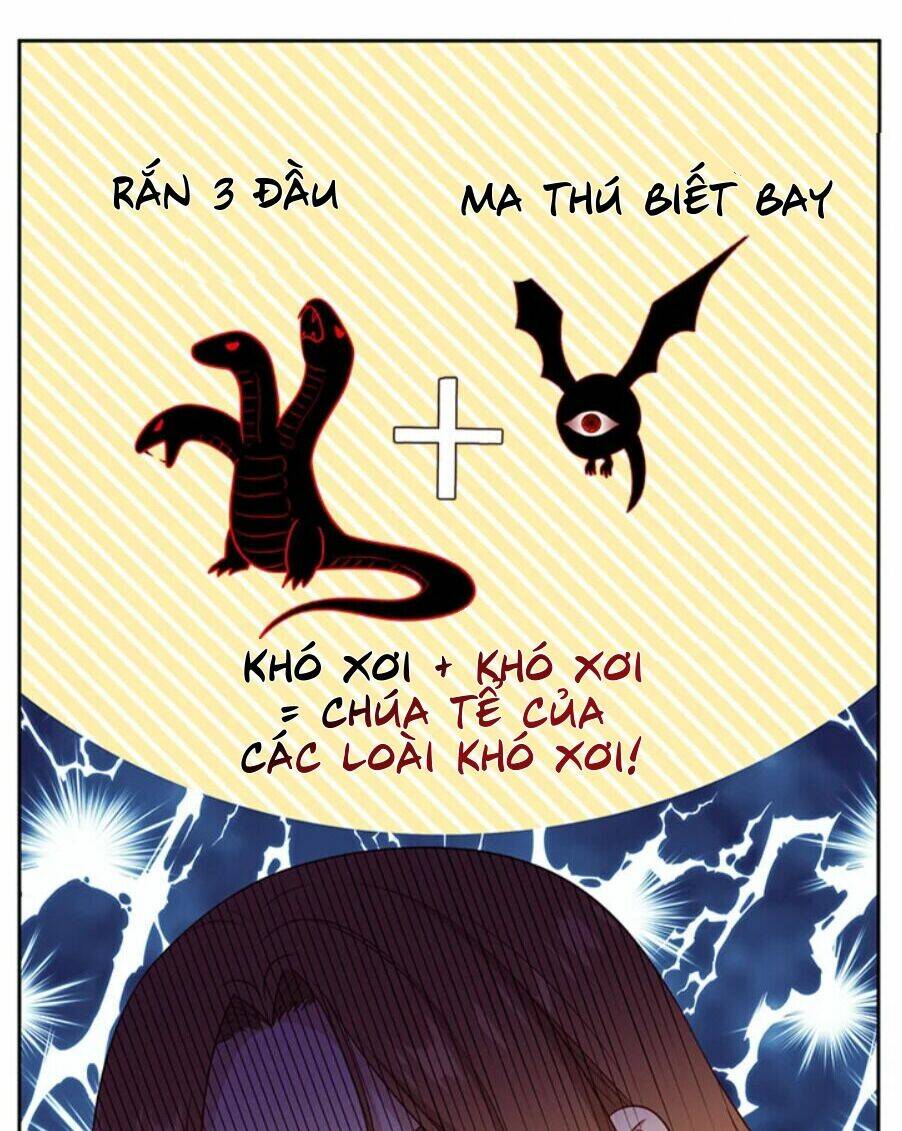 RẮN 3 ĐẦU
MA THÚ BIẾT BAY
KHÓ XƠI + KHÓ XƠI
= CHÚA TỂ CỦA
CÁC LOÀI KHÓ XƠI!